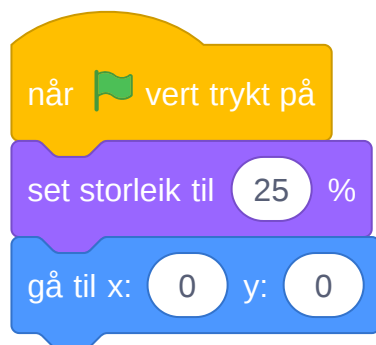 når vert trykt på
set storleik til 25 %
gå til x: 0 y: 0